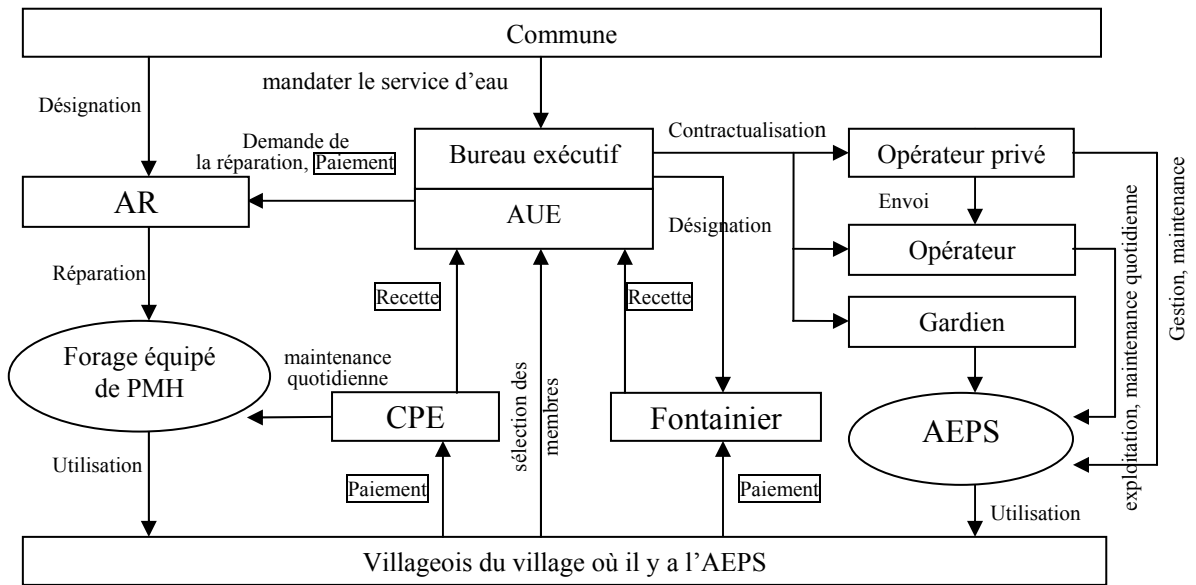 Commune
mandater le service d'eau
Désignation
Demande de
la réparation, Paiement
Bureau exécutif
AUE
Contractualisation
Opérateur privé
AR
Envoi
Désignation
Opérateur
Réparation
Recette
Recette
Gardien
exploitation, maintenance quotidienne
Gestion, maintenance
Forage équipé
de PMH
maintenance
quotidienne
CPE
sélection des
membres
Fontainier
AEPS
Utilisation
Paiement
Paiement
Utilisation
Villageois du village où il y a l'AEPS